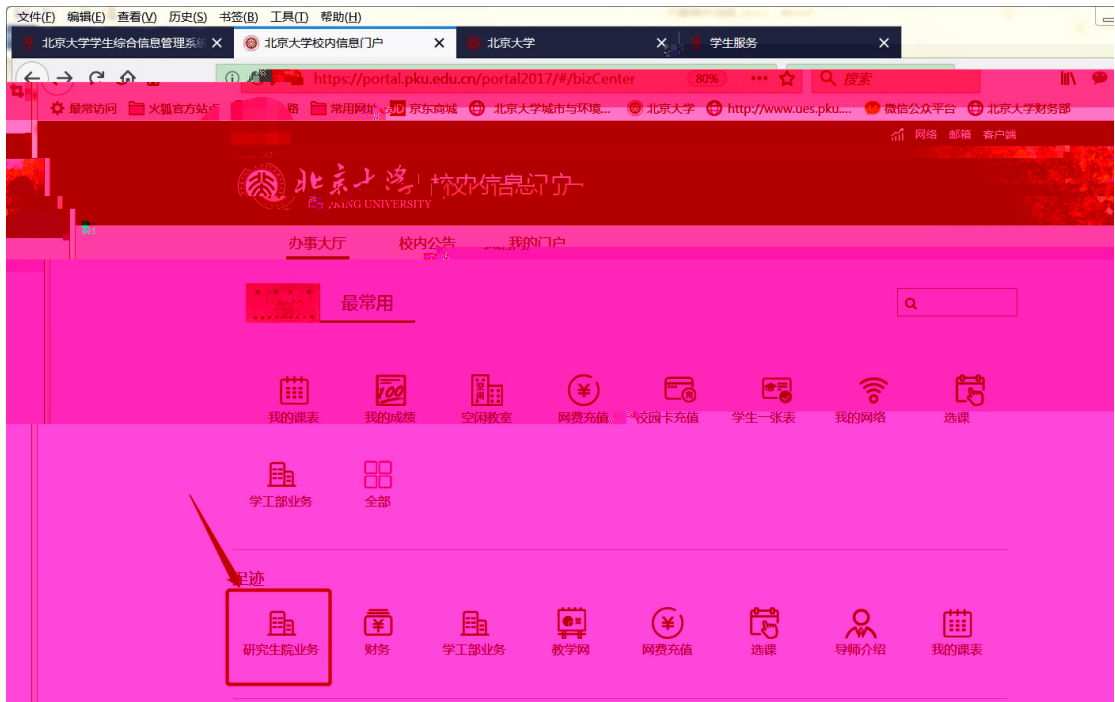 文件(F) 编辑(E) 查看(V) 历史(S) 书签(B) 工具(T) 帮助(H)
北京大学学生综合信息管理系统 北京大学校内信息门户 北京大学 学生服务
https://portal.pku.edu.cn/portal2017/#/bizCenter 80% 搜索
最常访问 火狐官方站点 常用网址 JD 京东商城 北京大学城市与环境... 北京大学 http://www.ues.pku.... 微信公众平台 北京大学财务部
网络 邮箱 客户端
北京大学 校内信息门户
PEKING UNIVERSITY
办事大厅 校内公告 我的门户
最常用
我的课表 我的成绩 空闲教室 网费充值 校园卡充值 学生一张表 我的网络 选课
学工部业务 全部
足迹
研究生院业务 财务 学工部业务 教学网 网费充值 选课 导师介绍 我的课表